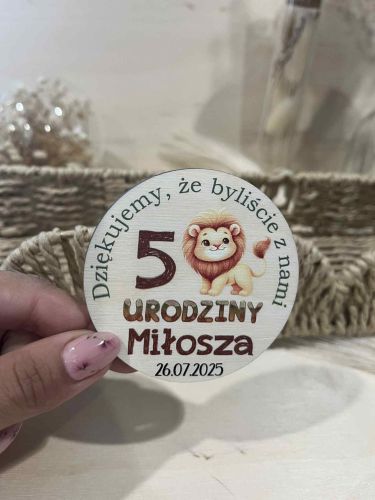 Dziękujemy, że byliście z nami
5
URODZINY
Miłosza
26.07.2025